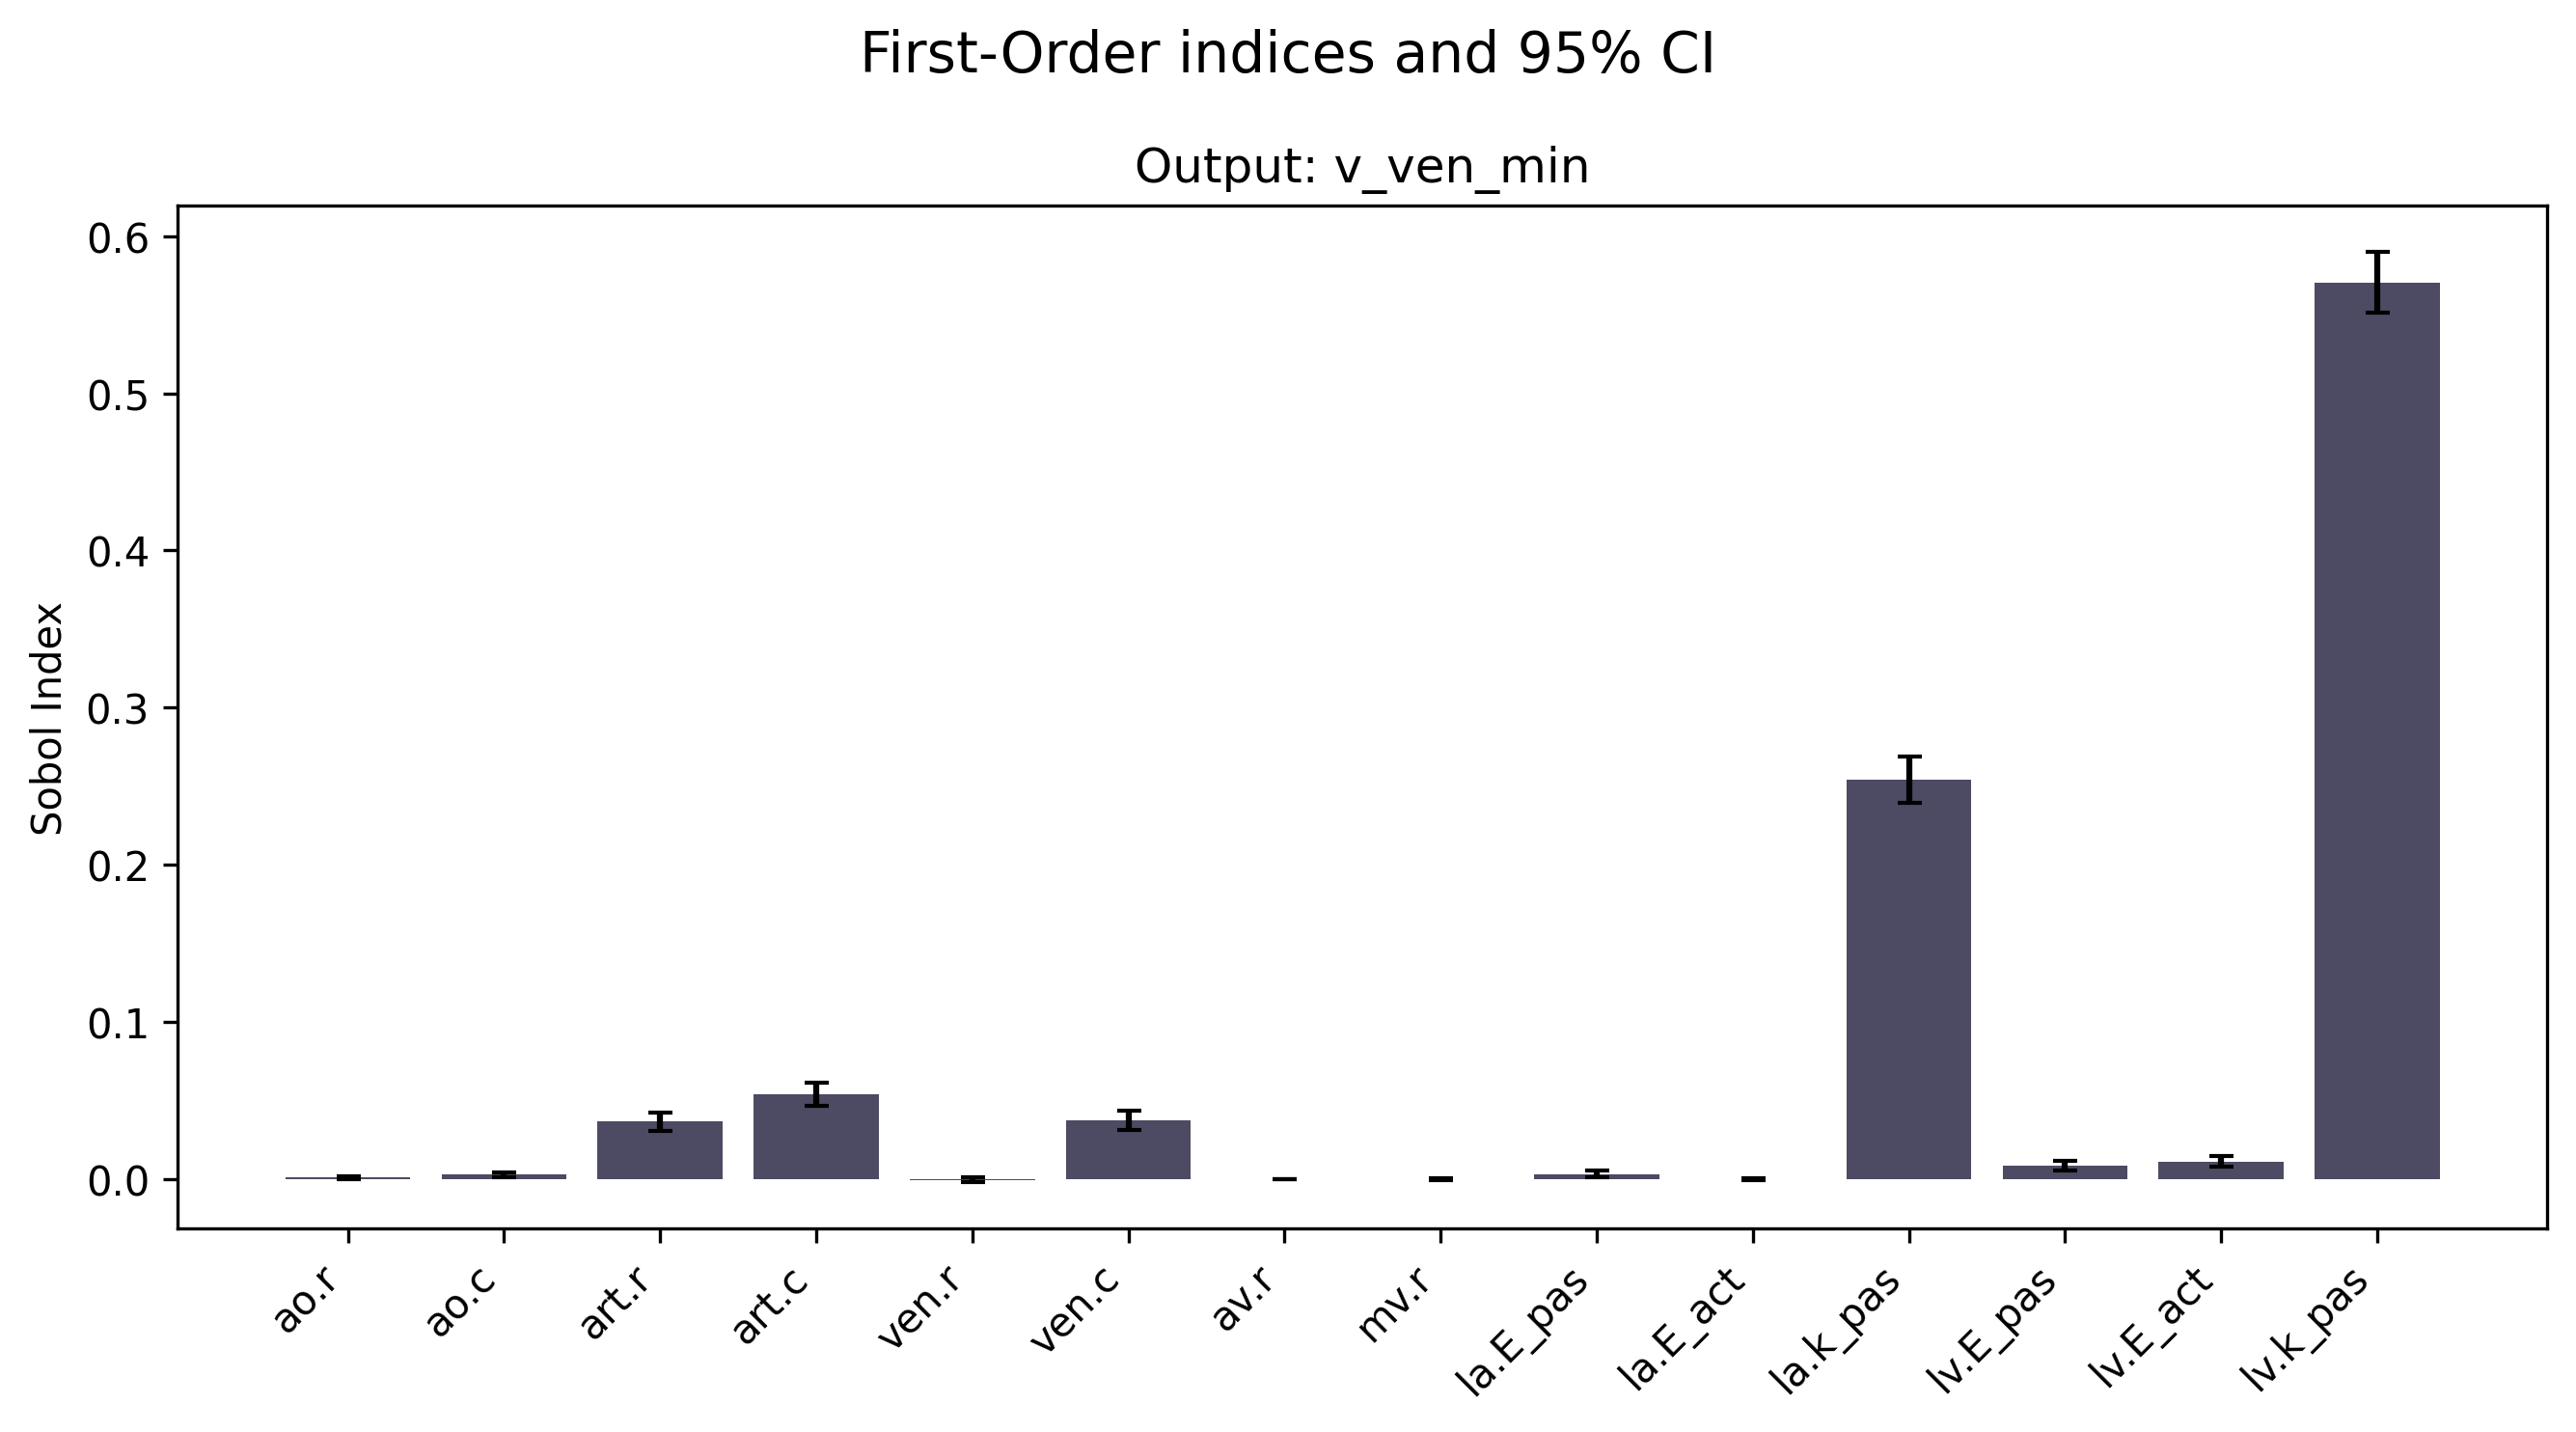 First-Order indices and 95% CI
Output: v_ven_min
Sobol Index
0.6
0.5
0.4
0.3
0.2
0.1
0.0
ao.r
ao.c
art.r
art.c
ven.r
ven.c
av.r
mv.r
la.E_pas
la.E_act
la.k_pas
lv.E_pas
lv.E_act
lv.k_pas